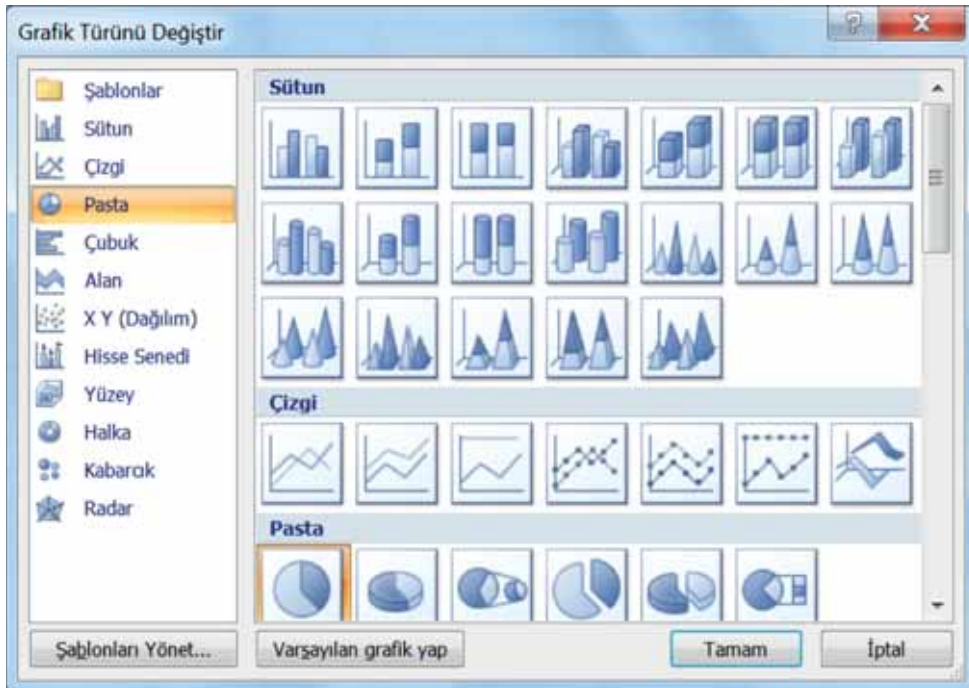 Grafik Türünü Değiştir
Şablonlar
Sütun
Çizgi
Pasta
Çubuk
Alan
X Y (Dağılım)
Hisse Senedi
Yüzey
Halka
Kabarcık
Radar
Sütun
Çizgi
Pasta
Şablonları Yönet...
Varsayılan grafik yap
Tamam
İptal